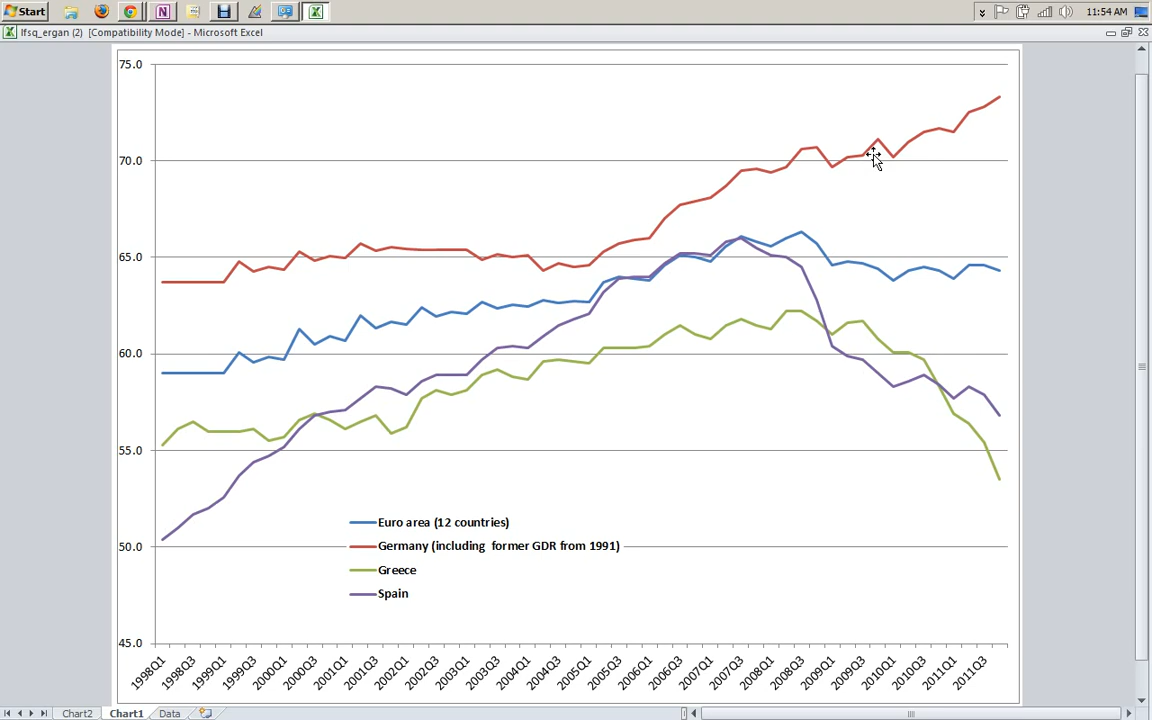 Start
11:54 AM
lfsq_ergan (2)  [Compatibility Mode] - Microsoft Excel
75.0
70.0
65.0
60.0
55.0
50.0
45.0
Euro area (12 countries)
Germany (including  former GDR from 1991)
Greece
Spain
1998Q1
1998Q3
1999Q1
1999Q3
2000Q1
2000Q3
2001Q1
2001Q3
2002Q1
2002Q3
2003Q1
2003Q3
2004Q1
2004Q3
2005Q1
2005Q3
2006Q1
2006Q3
2007Q1
2007Q3
2008Q1
2008Q3
2009Q1
2009Q3
2010Q1
2010Q3
2011Q1
2011Q3
Chart2 Chart1 Data